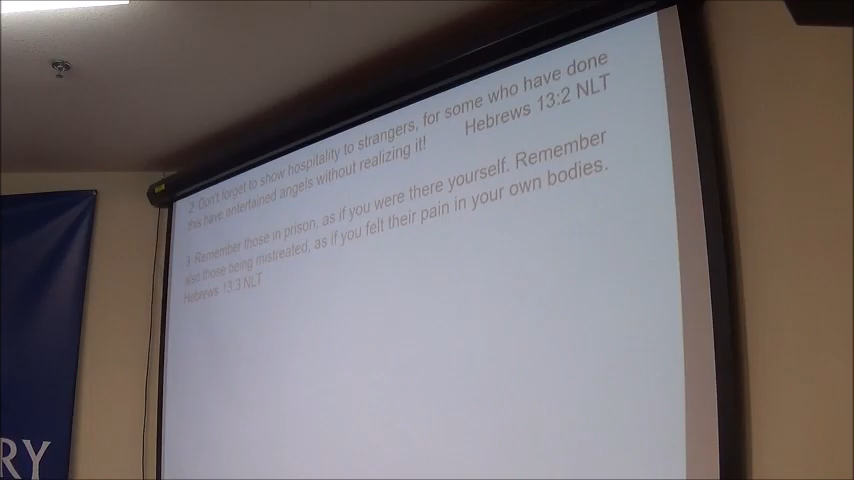 2 Don't forget to show hospitality to strangers, for some who have done
this have entertained angels without realizing it! Hebrews 13:2 NLT
3 Remember those in prison, as if you were there yourself. Remember
also those being mistreated, as if you felt their pain in your own bodies.
Hebrews 13:3 NLT
RY